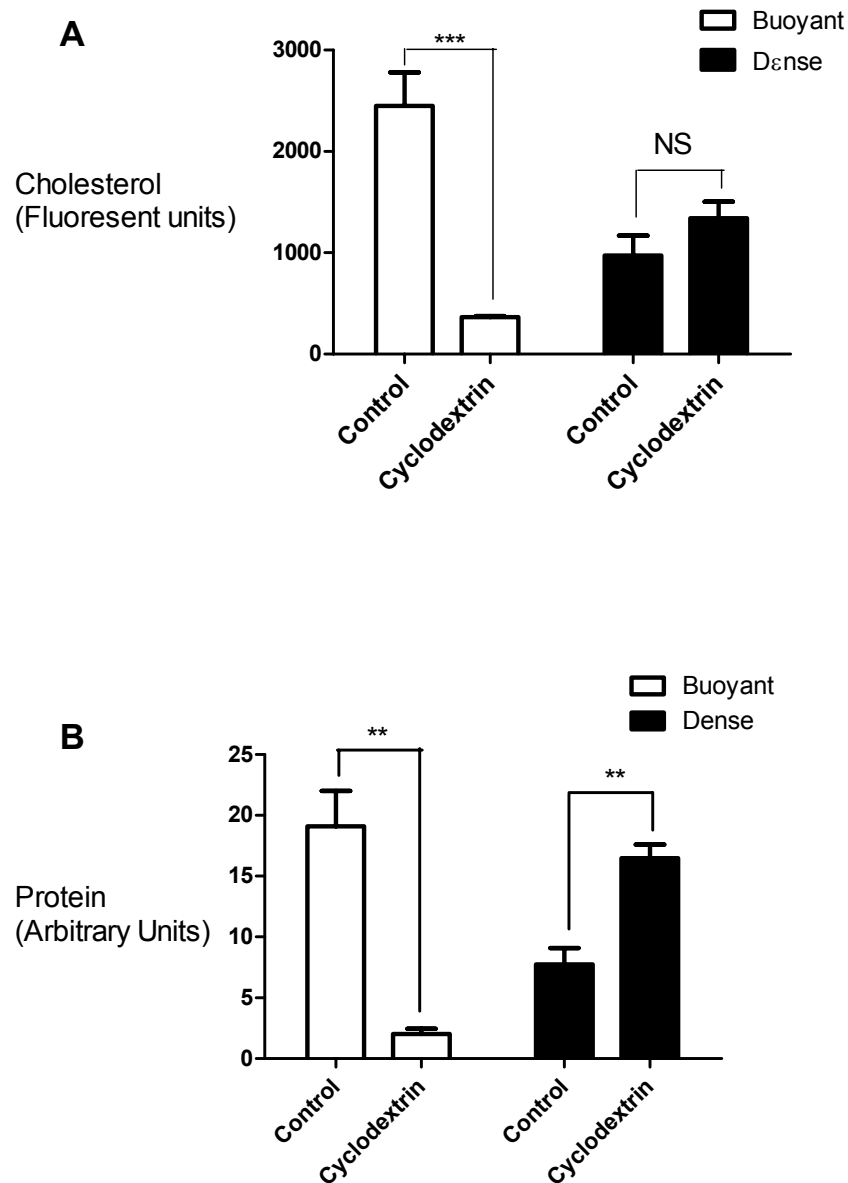 A
Buoyant
Dεnse
3000
***
2000
NS
Cholesterol
(Fluoresent units)
1000
0
Control
Cyclodextrin
Control
Cyclodextrin
Buoyant
Dense
B
25
**
**
20
15
Protein
(Arbitrary Units)
10
5
0
Control
Cyclodextrin
Control
Cyclodextrin